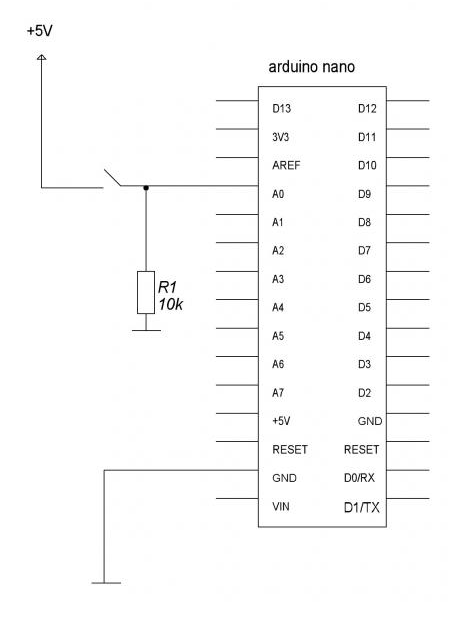 +5V
arduino nano
D13 D12
3V3 D11
AREF D10
A0 D9
A1 D8
A2 D7
A3 D6
R1
10k
A4 D5
A5 D4
A6 D3
A7 D2
+5V GND
RESET RESET
GND D0/RX
VIN D1/TX